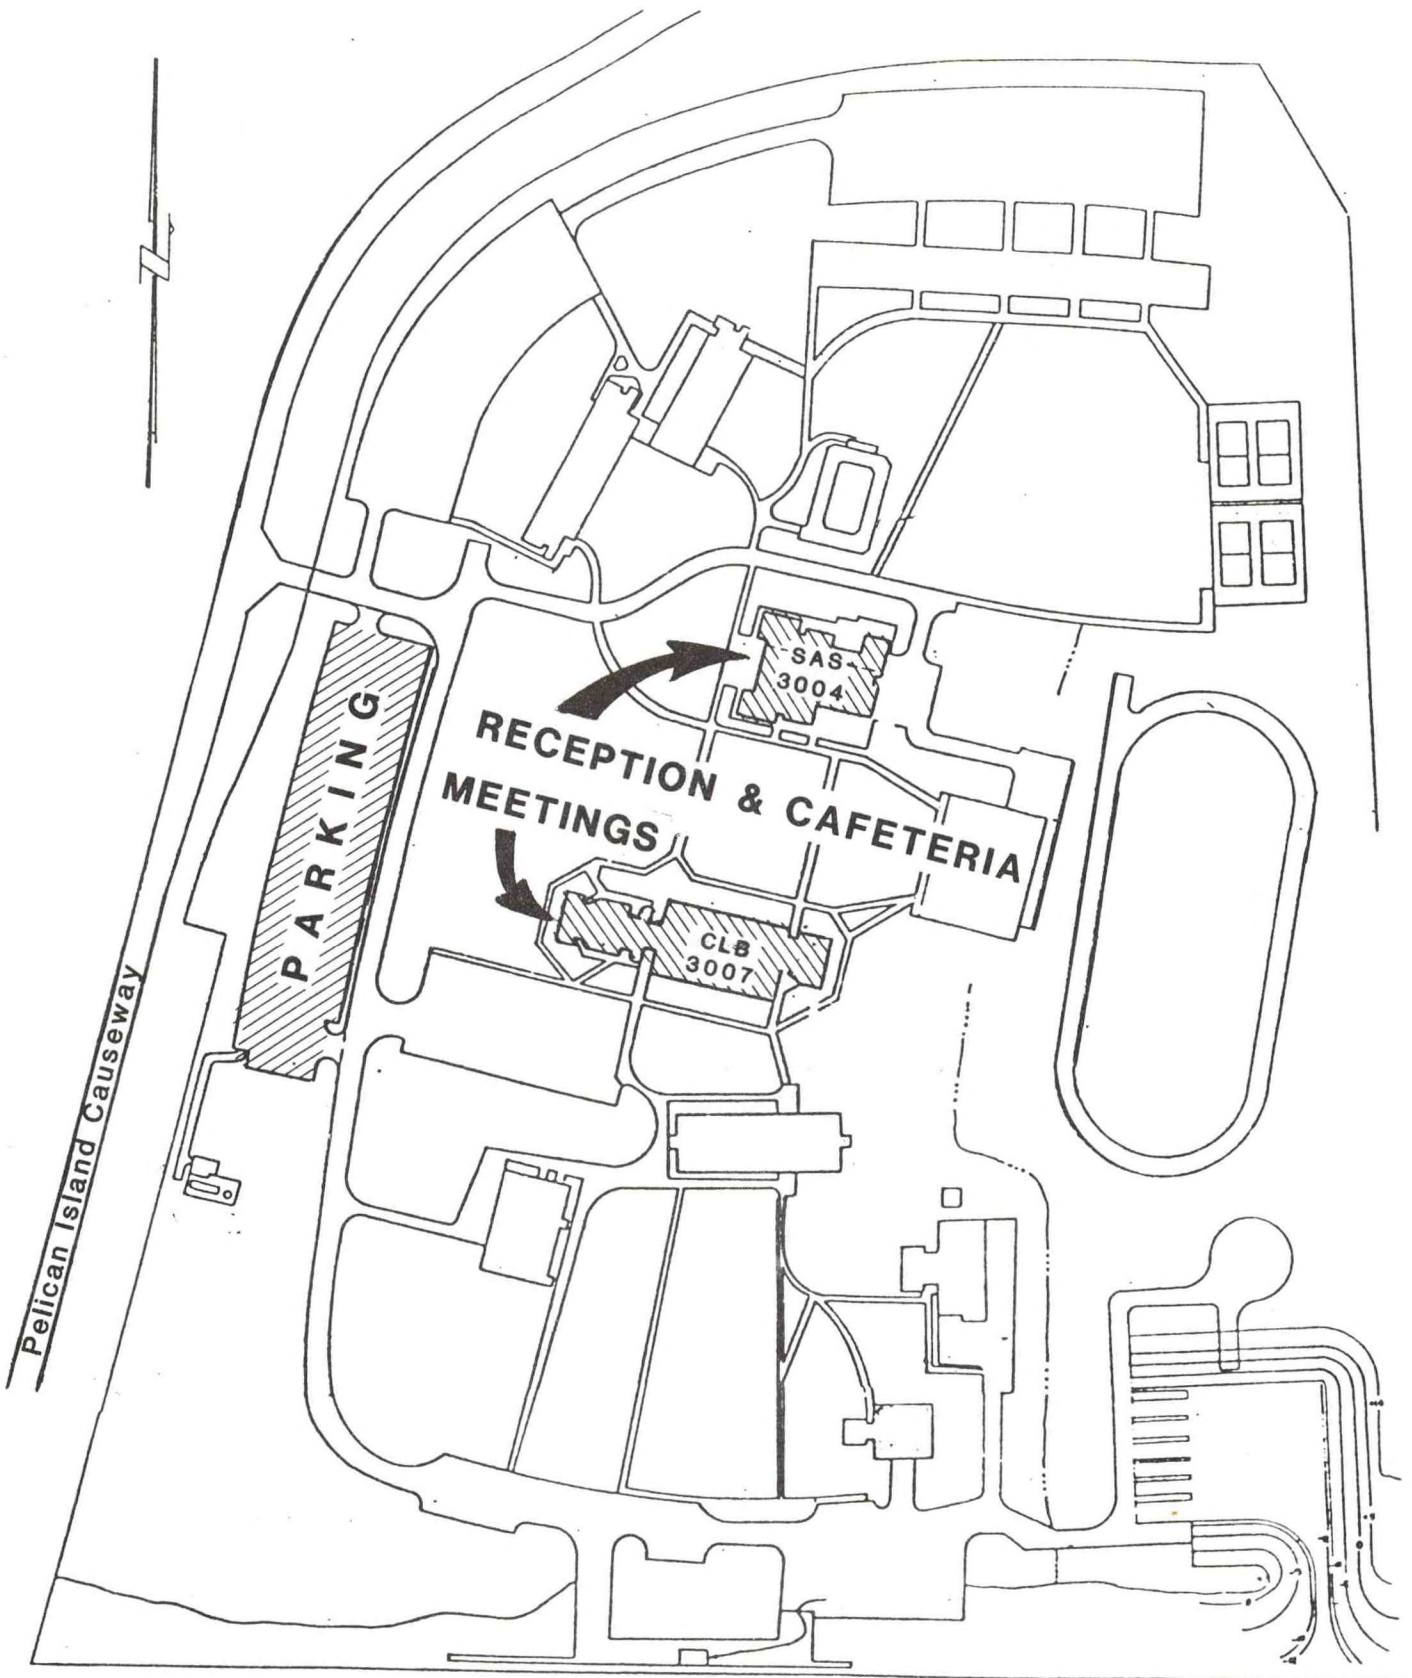 SAS
3004
RECEPTION & CAFETERIA
MEETINGS
PARKING
CLB
3007
Pelican Island Causeway